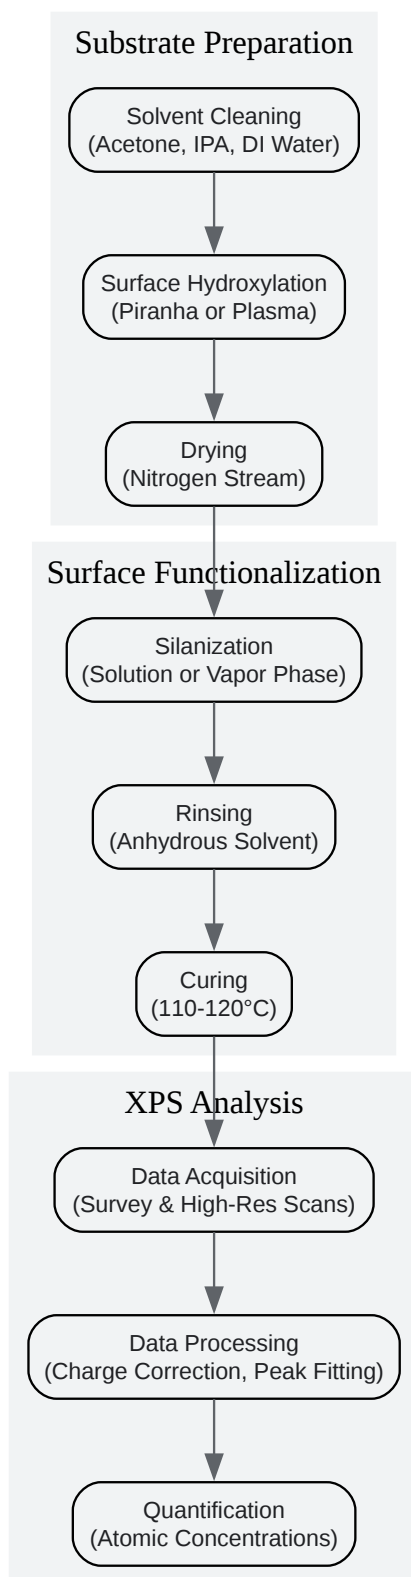 Substrate Preparation
Solvent Cleaning
(Acetone, IPA, DI Water)
Surface Hydroxylation
(Piranha or Plasma)
Drying
(Nitrogen Stream)
Surface Functionalization
Silanization
(Solution or Vapor Phase)
Rinsing
(Anhydrous Solvent)
Curing
(110-120°C)
XPS Analysis
Data Acquisition
(Survey & High-Res Scans)
Data Processing
(Charge Correction, Peak Fitting)
Quantification
(Atomic Concentrations)